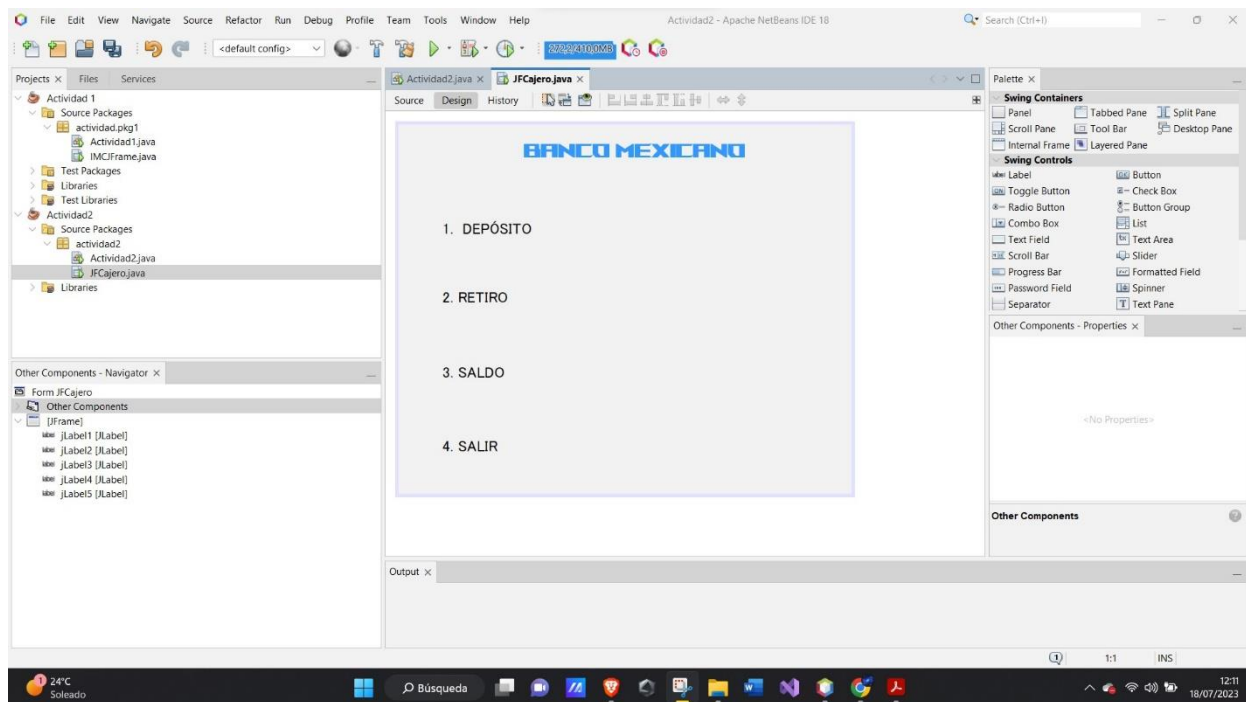 File Edit View Navigate Source Refactor Run Debug Profile Team Tools Window Help
Actividad2 - Apache NetBeans IDE 18
Search (Ctrl+I)
<default config>
272,2/410,0MB
Projects Files Services
Actividad 1
Source Packages
actividad.pkg1
Actividad1.java
IMCJFrame.java
Test Packages
Libraries
Test Libraries
Actividad2
Source Packages
actividad2
Actividad2.java
JFCajero.java
Libraries
Other Components - Navigator
Form JFCajero
Other Components
[JFrame]
jLabel1 [JLabel]
jLabel2 [JLabel]
jLabel3 [JLabel]
jLabel4 [JLabel]
jLabel5 [JLabel]
Actividad2.java JFCajero.java
Source Design History
BANCO MEXICANO
1. DEPÓSITO
2. RETIRO
3. SALDO
4. SALIR
Output
Palette
Swing Containers
Panel Tabbed Pane Split Pane
Scroll Pane Tool Bar Desktop Pane
Internal Frame Layered Pane
Swing Controls
Label Button
Toggle Button Check Box
Radio Button Button Group
Combo Box List
Text Field Text Area
Scroll Bar Slider
Progress Bar Formatted Field
Password Field Spinner
Separator Text Pane
Other Components - Properties
<No Properties>
Other Components
1 1:1 INS
1 24°C
Soleado
Búsqueda
12:11
18/07/2023